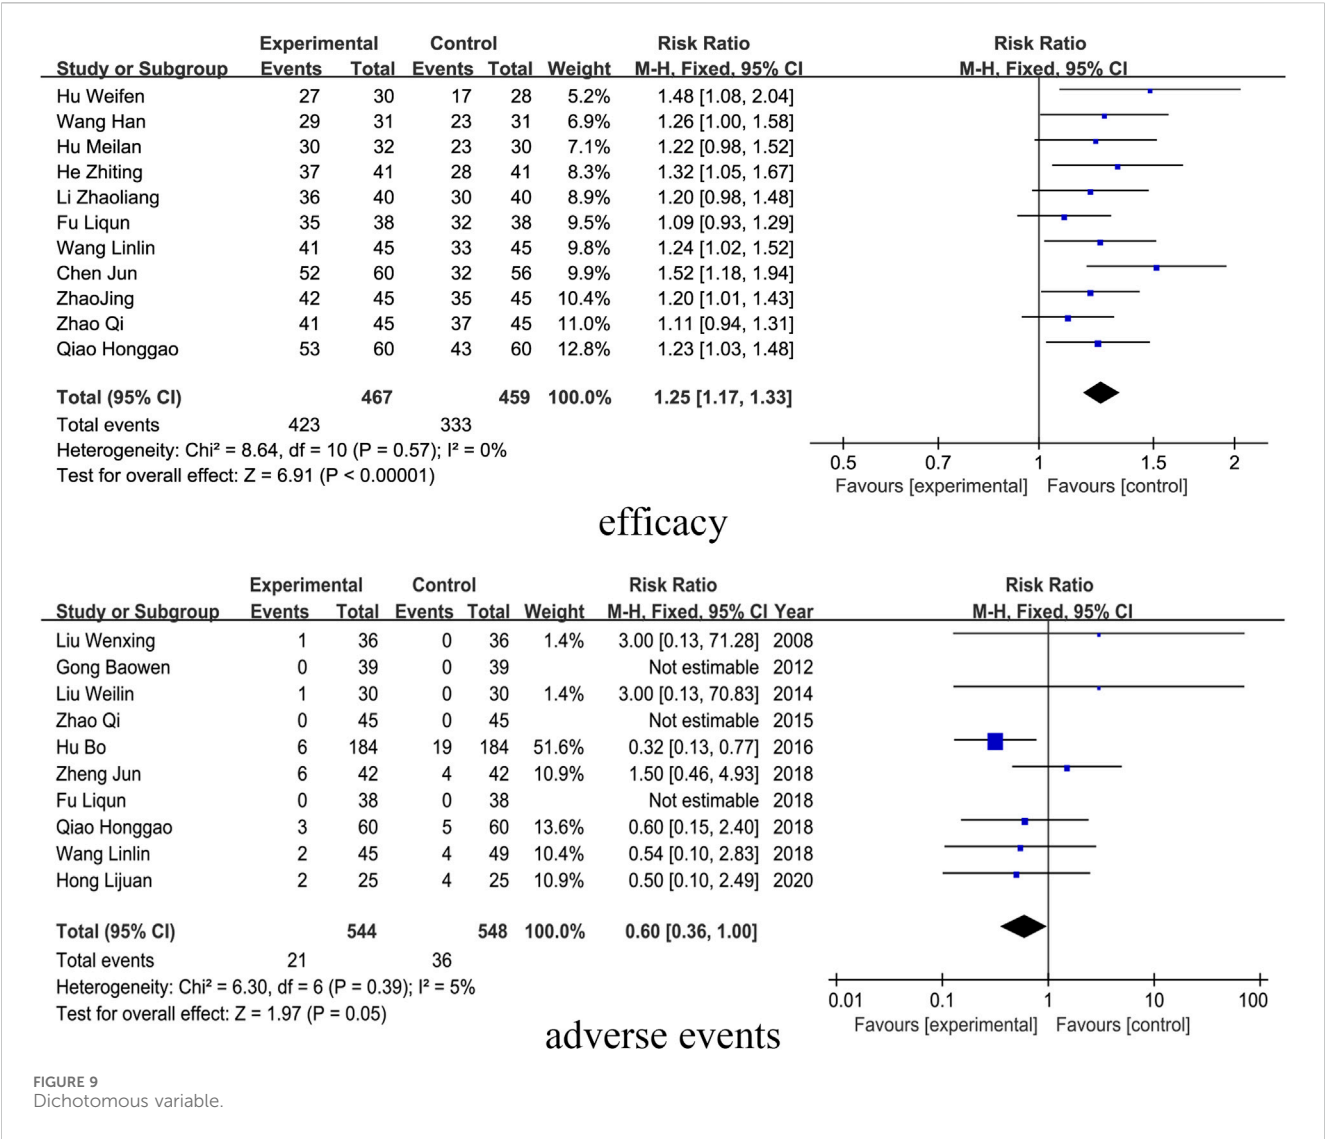 Experimental Control Risk Ratio Risk Ratio
Study or Subgroup Events Total Events Total Weight M-H, Fixed, 95% CI M-H, Fixed, 95% CI
Hu Weifen 27 30 17 28 5.2% 1.48 [1.08, 2.04]
Wang Han 29 31 23 31 6.9% 1.26 [1.00, 1.58]
Hu Meilan 30 32 23 30 7.1% 1.22 [0.98, 1.52]
He Zhiting 37 41 28 41 8.3% 1.32 [1.05, 1.67]
Li Zhaoliang 36 40 30 40 8.9% 1.20 [0.98, 1.48]
Fu Liqun 35 38 32 38 9.5% 1.09 [0.93, 1.29]
Wang Linlin 41 45 33 45 9.8% 1.24 [1.02, 1.52]
Chen Jun 52 60 32 56 9.9% 1.52 [1.18, 1.94]
ZhaoJing 42 45 35 45 10.4% 1.20 [1.01, 1.43]
Zhao Qi 41 45 37 45 11.0% 1.11 [0.94, 1.31]
Qiao Honggao 53 60 43 60 12.8% 1.23 [1.03, 1.48]
Total (95% CI) 467 459 100.0% 1.25 [1.17, 1.33]
Total events 423 333
Heterogeneity: Chi² = 8.64, df = 10 (P = 0.57); I² = 0%
Test for overall effect: Z = 6.91 (P < 0.00001)
0.5 0.7 1 1.5 2
Favours [experimental] Favours [control]
efficacy
Experimental Control Risk Ratio Risk Ratio
Study or Subgroup Events Total Events Total Weight M-H, Fixed, 95% CI Year M-H, Fixed, 95% CI
Liu Wenxing 1 36 0 36 1.4% 3.00 [0.13, 71.28] 2008
Gong Baowen 0 39 0 39 Not estimable 2012
Liu Weilin 1 30 0 30 1.4% 3.00 [0.13, 70.83] 2014
Zhao Qi 0 45 0 45 Not estimable 2015
Hu Bo 6 184 19 184 51.6% 0.32 [0.13, 0.77] 2016
Zheng Jun 6 42 4 42 10.9% 1.50 [0.46, 4.93] 2018
Fu Liqun 0 38 0 38 Not estimable 2018
Qiao Honggao 3 60 5 60 13.6% 0.60 [0.15, 2.40] 2018
Wang Linlin 2 45 4 49 10.4% 0.54 [0.10, 2.83] 2018
Hong Lijuan 2 25 4 25 10.9% 0.50 [0.10, 2.49] 2020
Total (95% CI) 544 548 100.0% 0.60 [0.36, 1.00]
Total events 21 36
Heterogeneity: Chi² = 6.30, df = 6 (P = 0.39); I² = 5%
Test for overall effect: Z = 1.97 (P = 0.05)
0.01 0.1 1 10 100
Favours [experimental] Favours [control]
adverse events
FIGURE 9
Dichotomous variable.